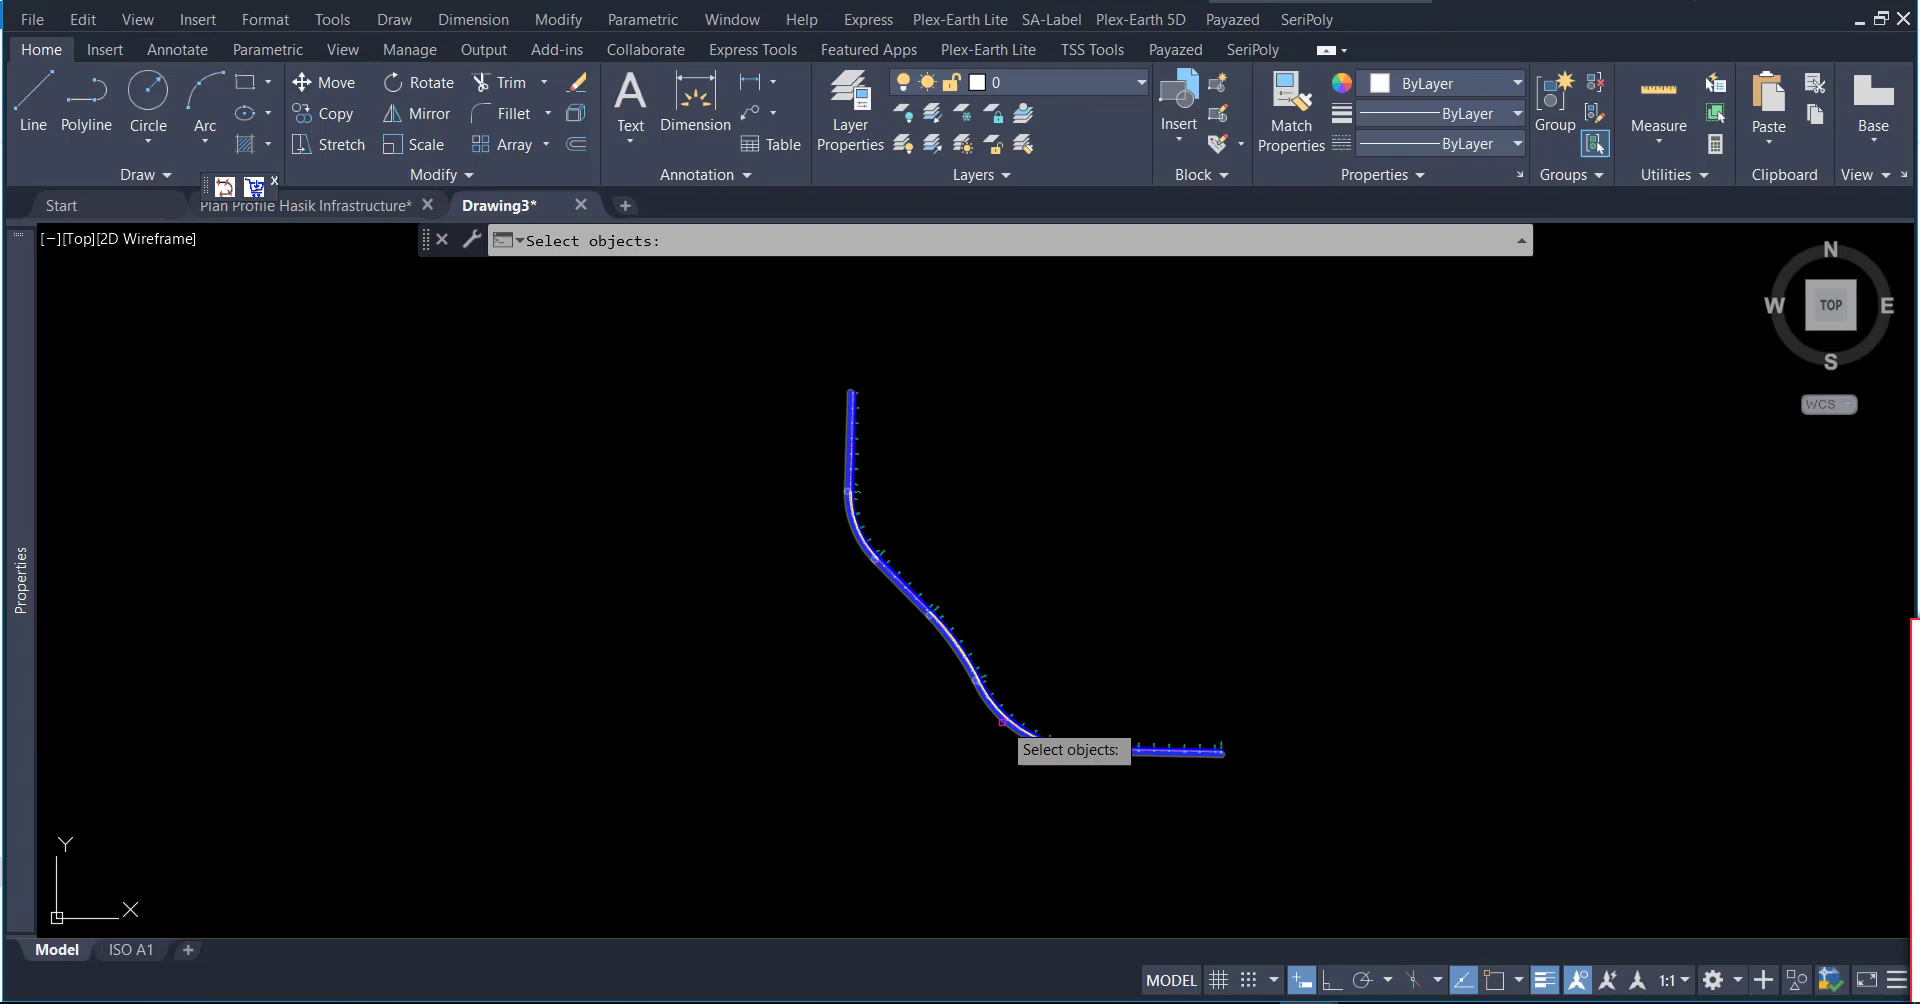 File Edit View Insert Format Tools Draw Dimension Modify Parametric Window Help Express Plex-Earth Lite SA-Label Plex-Earth 5D Payazed SeriPoly
Home Insert Annotate Parametric View Manage Output Add-ins Collaborate Express Tools Featured Apps Plex-Earth Lite TSS Tools Payazed SeriPoly
Move Rotate Trim 0 ByLayer
Copy Mirror Fillet ByLayer
Line Polyline Circle Arc Text Dimension Layer Insert Match Group Measure Paste Base
Stretch Scale Array Table Properties Properties ByLayer
Draw Modify Annotation Layers Block Properties Groups Utilities Clipboard View
Start Plan Profile Hasik Infrastructure* Drawing3*
[−][Top][2D Wireframe] Select objects:
N
W TOP E
S
WCS
Properties
Select objects:
Y
X
Model ISO A1
MODEL 1:1